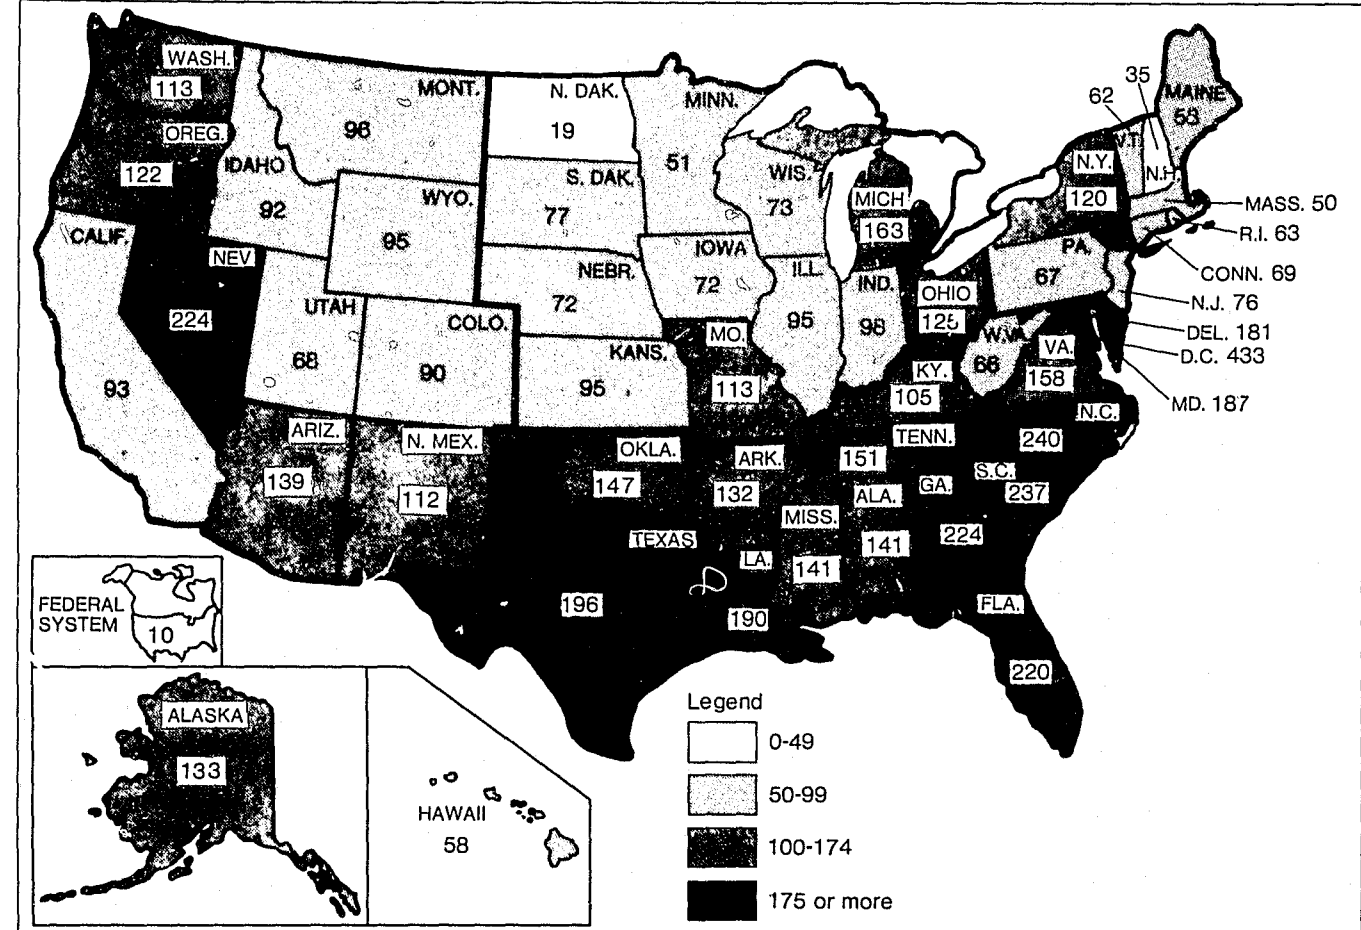 WASH.
113
OREG.
122
IDAHO
92
MONT.
96
N. DAK.
19
MINN.
51
S. DAK.
77
WYO.
95
WIS.
73
MICH
163
CALIF.
93
NEV
224
UTAH
68
COLO.
90
NEBR.
72
IOWA
72
ILL.
95
IND.
98
OHIO
125
KANS.
95
MO.
113
KY.
105
W.VA
66
VA.
158
PA.
67
N.Y.
120
62
35
V.T.
N.H.
MAINE
MASS. 50
R.I. 63
CONN. 69
N.J. 76
DEL. 181
D.C. 433
MD. 187
ARIZ.
139
N. MEX.
112
OKLA.
147
ARK.
132
TENN.
151
N.C.
240
S.C.
237
GA.
224
ALA.
141
MISS.
141
TEXAS
196
LA.
190
FLA.
220
FEDERAL
SYSTEM
10
ALASKA
133
HAWAII
58
Legend
0-49
50-99
100-174
175 or more